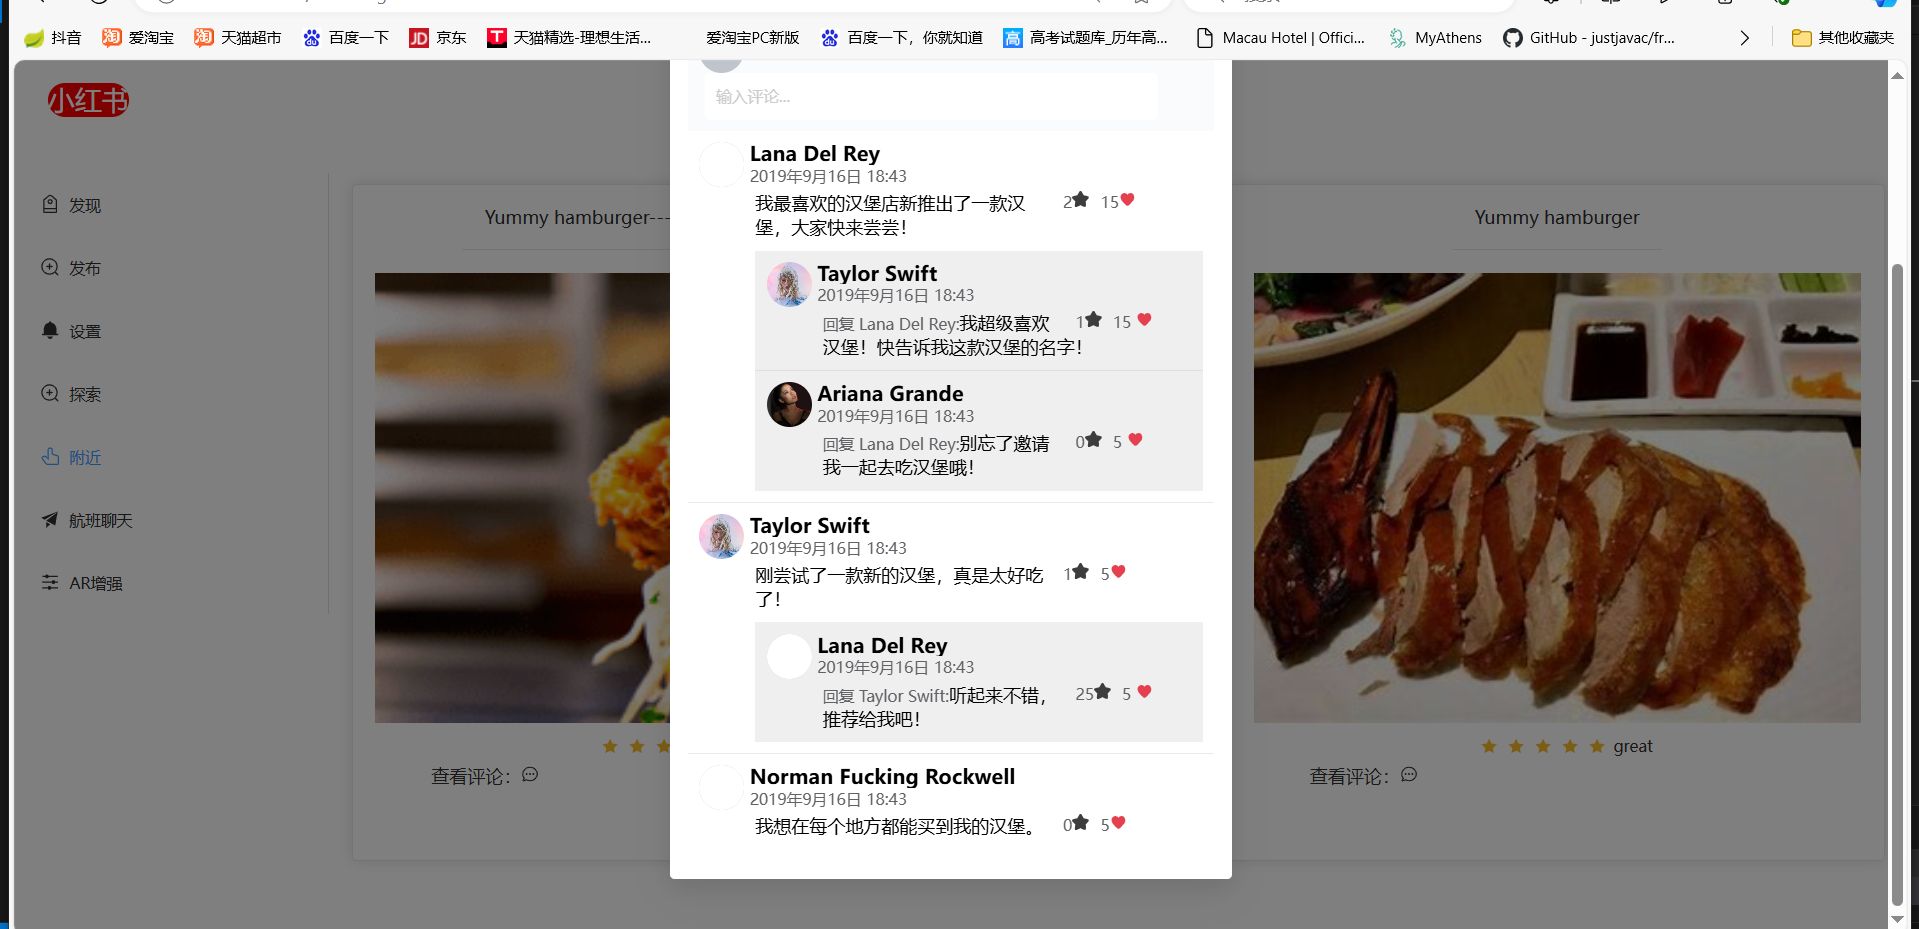 抖音 爱淘宝 天猫超市 百度一下 京东 天猫精选-理想生活... 爱淘宝PC新版 百度一下，你就知道 高考试题库_历年高... Macau Hotel | Offici... MyAthens GitHub - justjavac/fr... 其他收藏夹
小红书
发现
发布
设置
探索
附近
航班聊天
AR增强
Yummy hamburger---
查看评论：
输入评论...
Lana Del Rey
2019年9月16日 18:43
我最喜欢的汉堡店新推出了一款汉 2 15
堡，大家快来尝尝！
Taylor Swift
2019年9月16日 18:43
回复 Lana Del Rey:我超级喜欢 1 15
汉堡！快告诉我这款汉堡的名字！
Ariana Grande
2019年9月16日 18:43
回复 Lana Del Rey:别忘了邀请 0 5
我一起去吃汉堡哦！
Taylor Swift
2019年9月16日 18:43
刚尝试了一款新的汉堡，真是太好吃 1 5
了！
Lana Del Rey
2019年9月16日 18:43
回复 Taylor Swift:听起来不错， 25 5
推荐给我吧！
Norman Fucking Rockwell
2019年9月16日 18:43
我想在每个地方都能买到我的汉堡。 0 5
Yummy hamburger
great
查看评论：